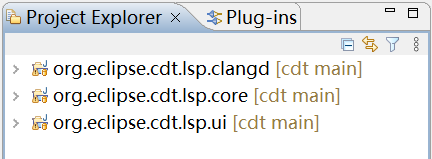 Project Explorer Plug-ins
org.eclipse.cdt.lsp.clangd [cdt main]
org.eclipse.cdt.lsp.core [cdt main]
org.eclipse.cdt.lsp.ui [cdt main]